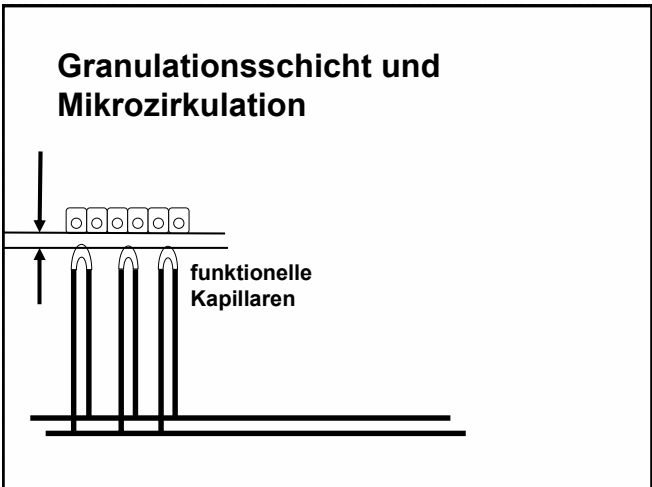 Granulationsschicht und
Mikrozirkulation
funktionelle
Kapillaren